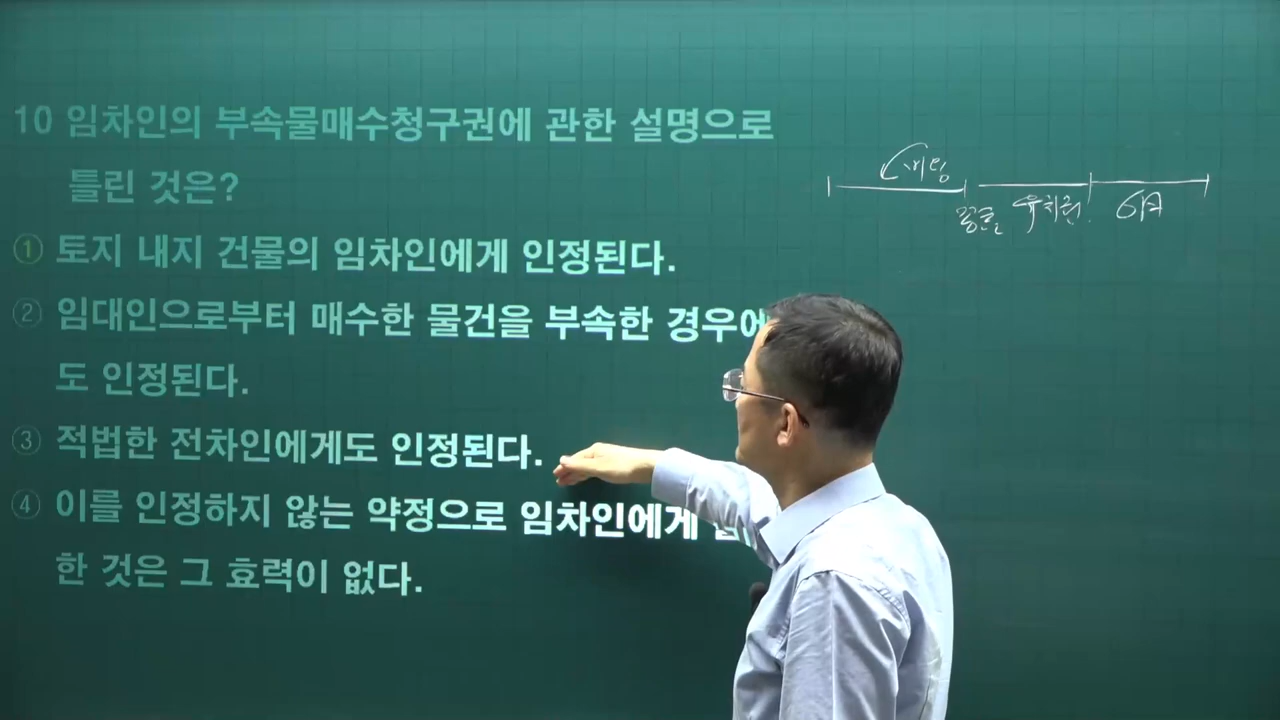 10 임차인의 부속물매수청구권에 관한 설명으로
틀린 것은?
① 토지 내지 건물의 임차인에게 인정된다.
② 임대인으로부터 매수한 물건을 부속한 경우에
도 인정된다.
③ 적법한 전차인에게도 인정된다.
④ 이를 인정하지 않는 약정으로 임차인에게
한 것은 그 효력이 없다.
유치권